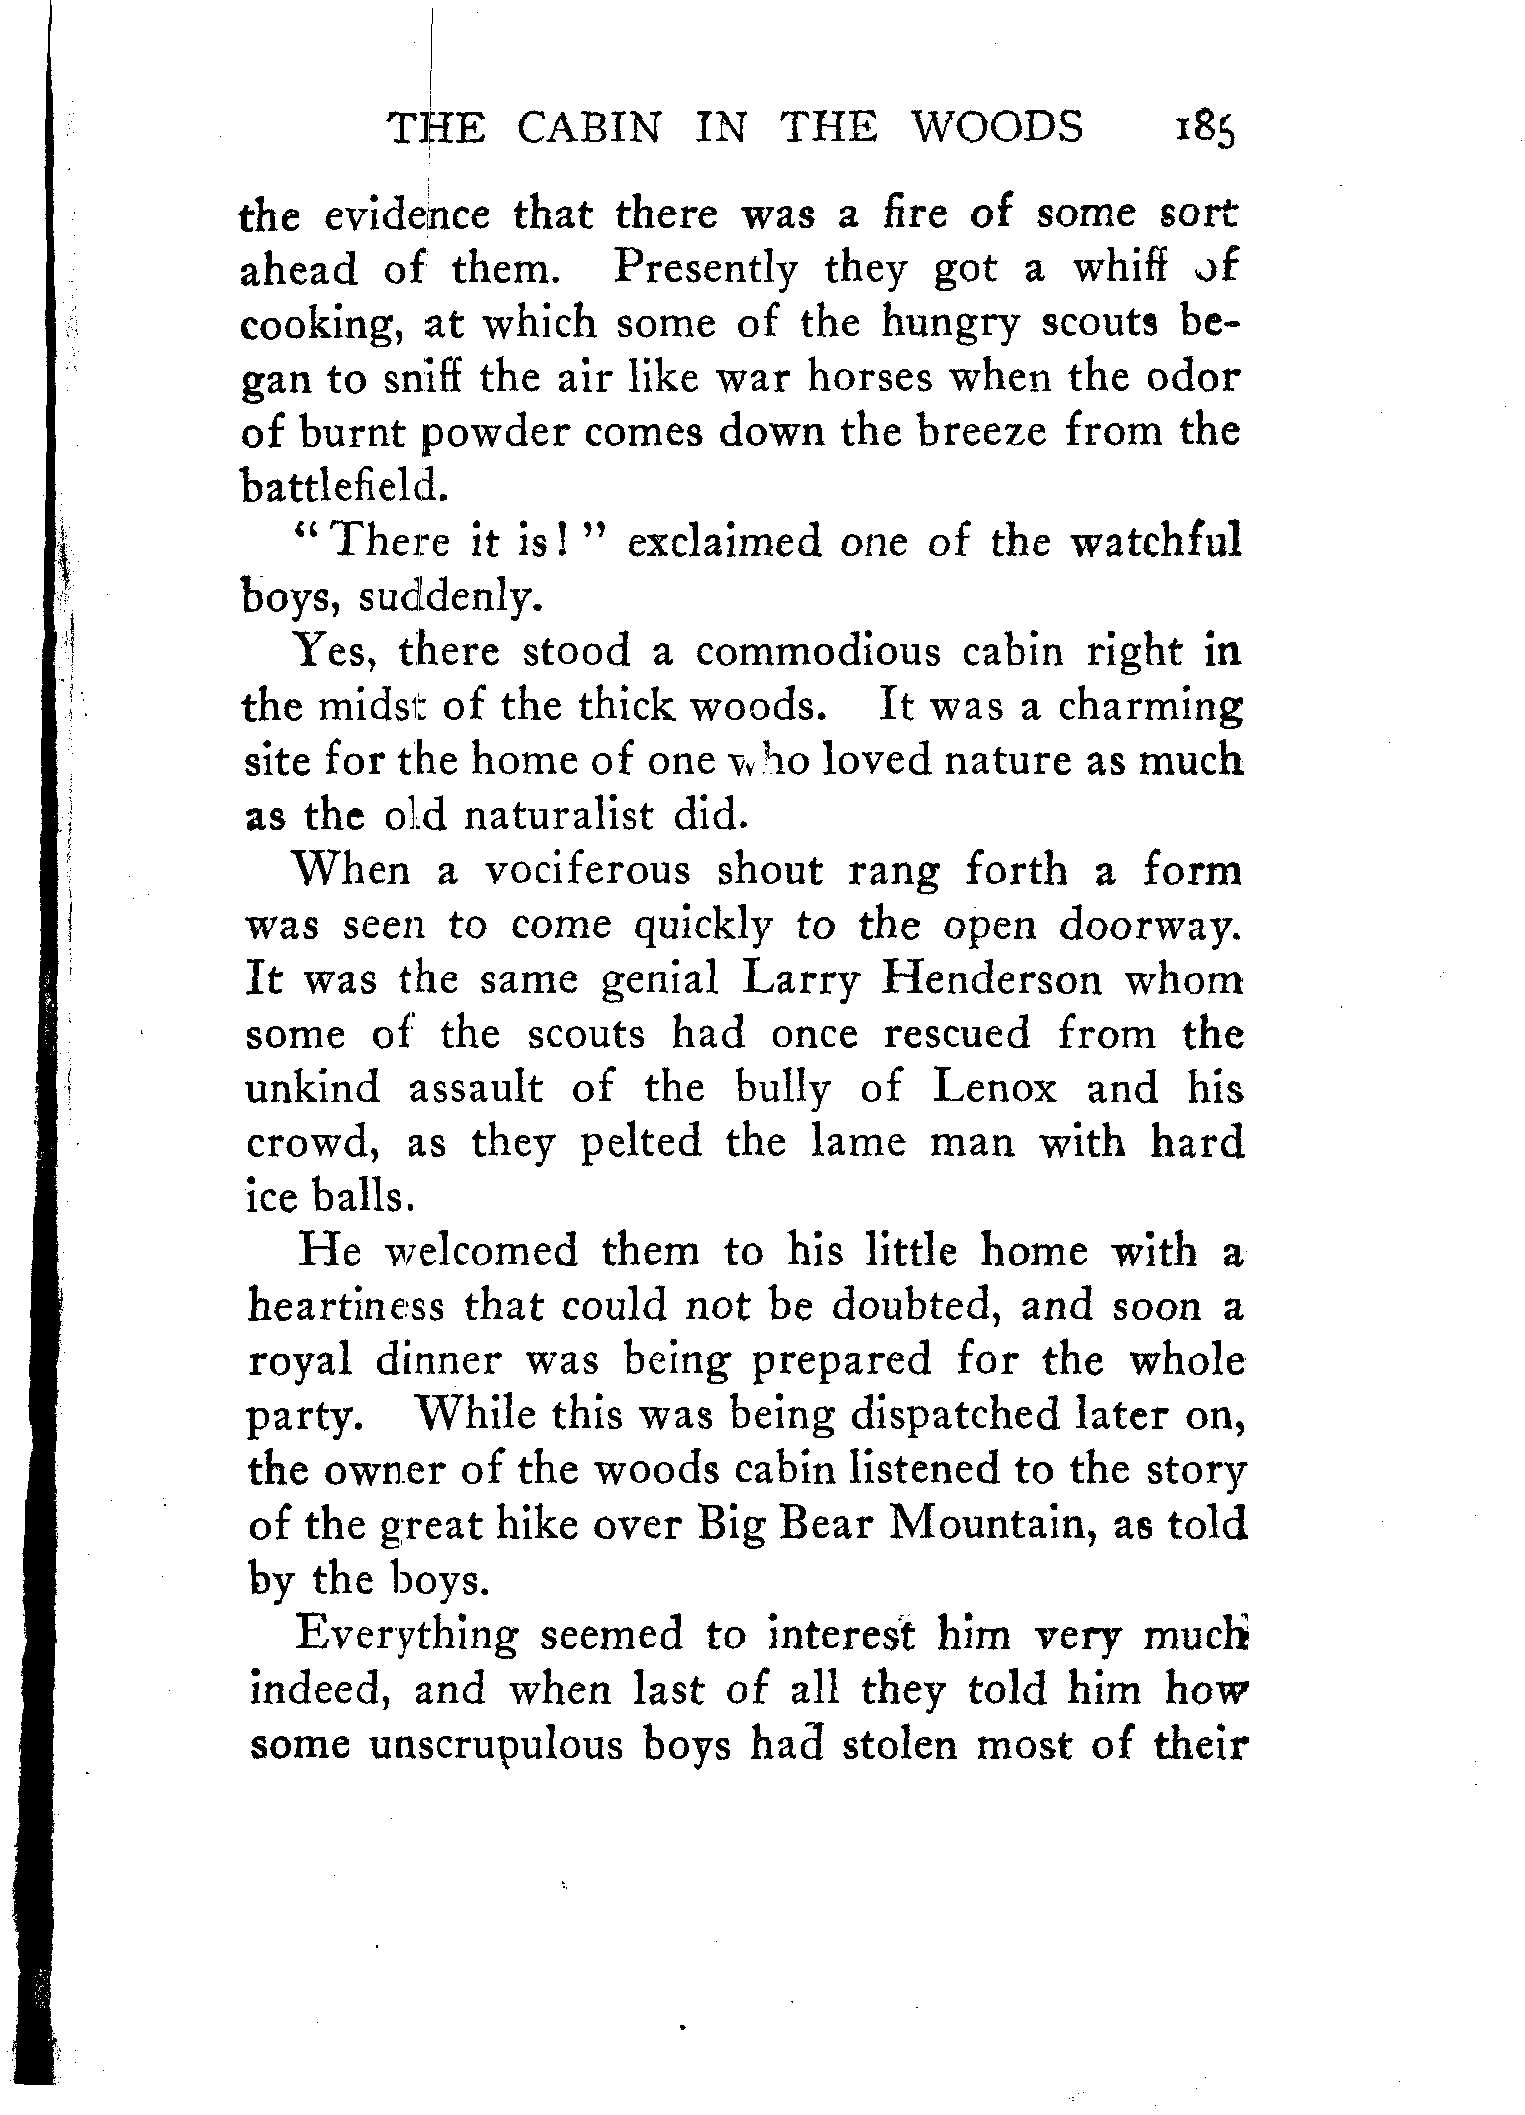 THE CABIN IN THE WOODS 185
the evidence that there was a fire of some sort
ahead of them. Presently they got a whiff of
cooking, at which some of the hungry scouts be-
gan to sniff the air like war horses when the odor
of burnt powder comes down the breeze from the
battlefield.
“ There it is! ” exclaimed one of the watchful
boys, suddenly.
Yes, there stood a commodious cabin right in
the midst of the thick woods. It was a charming
site for the home of one who loved nature as much
as the old naturalist did.
When a vociferous shout rang forth a form
was seen to come quickly to the open doorway.
It was the same genial Larry Henderson whom
some of the scouts had once rescued from the
unkind assault of the bully of Lenox and his
crowd, as they pelted the lame man with hard
ice balls.
He welcomed them to his little home with a
heartiness that could not be doubted, and soon a
royal dinner was being prepared for the whole
party. While this was being dispatched later on,
the owner of the woods cabin listened to the story
of the great hike over Big Bear Mountain, as told
by the boys.
Everything seemed to interest him very much
indeed, and when last of all they told him how
some unscrupulous boys had stolen most of their